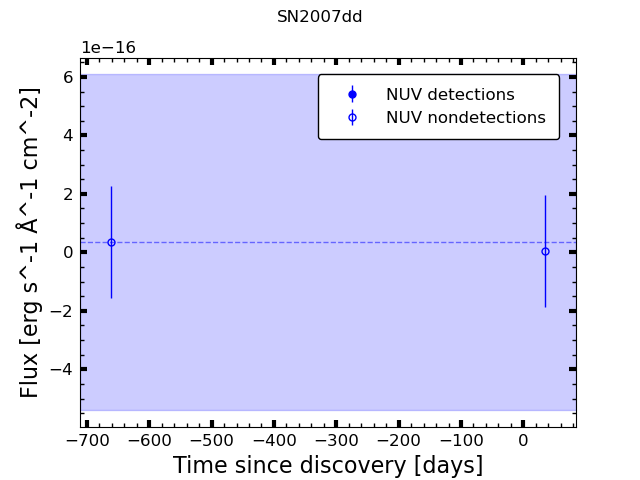 SN2007dd
1e−16
Flux [erg s^-1 Å^-1 cm^-2]
6
4
2
0
−2
−4
NUV detections
NUV nondetections
−700 −600 −500 −400 −300 −200 −100 0
Time since discovery [days]